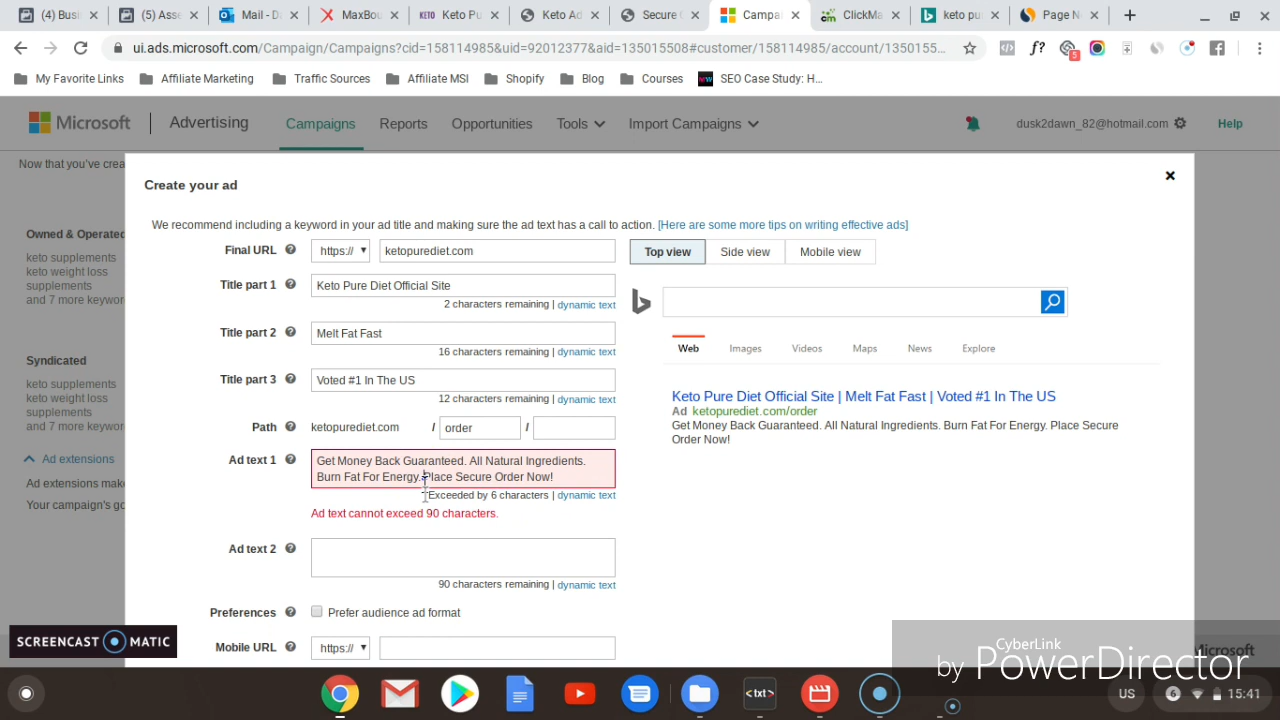 (4) Busi
(5) Asse
Mail - D
MaxBou
KETO Keto Pu
Keto Ad
Secure
Campa
cm ClickMa
keto pu
Page N
ui.ads.microsoft.com/Campaign/Campaigns?cid=158114985&uid=92012377&aid=135015508#customer/158114985/account/1350155...
f?
5
My Favorite Links
Affiliate Marketing
Traffic Sources
Affiliate MSI
Shopify
Blog
Courses
SEO Case Study: H...
Microsoft Advertising
Campaigns
Reports
Opportunities
Tools
Import Campaigns
dusk2dawn_82@hotmail.com
Help
Now that you've crea
Create your ad
We recommend including a keyword in your ad title and making sure the ad text has a call to action. [Here are some more tips on writing effective ads]
Owned & Operated
keto supplements
keto weight loss
supplements
and 7 more keywor
Syndicated
keto supplements
keto weight loss
supplements
and 7 more keywor
Ad extensions
Ad extensions make
Your campaign's go
Final URL
https://
ketopurediet.com
Top view
Side view
Mobile view
Title part 1
Keto Pure Diet Official Site
2 characters remaining | dynamic text
Title part 2
Melt Fat Fast
16 characters remaining | dynamic text
Title part 3
Voted #1 In The US
12 characters remaining | dynamic text
Path
ketopurediet.com / order /
Ad text 1
Get Money Back Guaranteed. All Natural Ingredients.
Burn Fat For Energy. Place Secure Order Now!
Exceeded by 6 characters | dynamic text
Ad text cannot exceed 90 characters.
Ad text 2
90 characters remaining | dynamic text
Preferences
Prefer audience ad format
Mobile URL
https://
Web
Images
Videos
Maps
News
Explore
Keto Pure Diet Official Site | Melt Fat Fast | Voted #1 In The US
Ad ketopurediet.com/order
Get Money Back Guaranteed. All Natural Ingredients. Burn Fat For Energy. Place Secure
Order Now!
SCREENCAST MATIC
Microsoft
CyberLink
by PowerDirector
<txt>
US
6
15:41